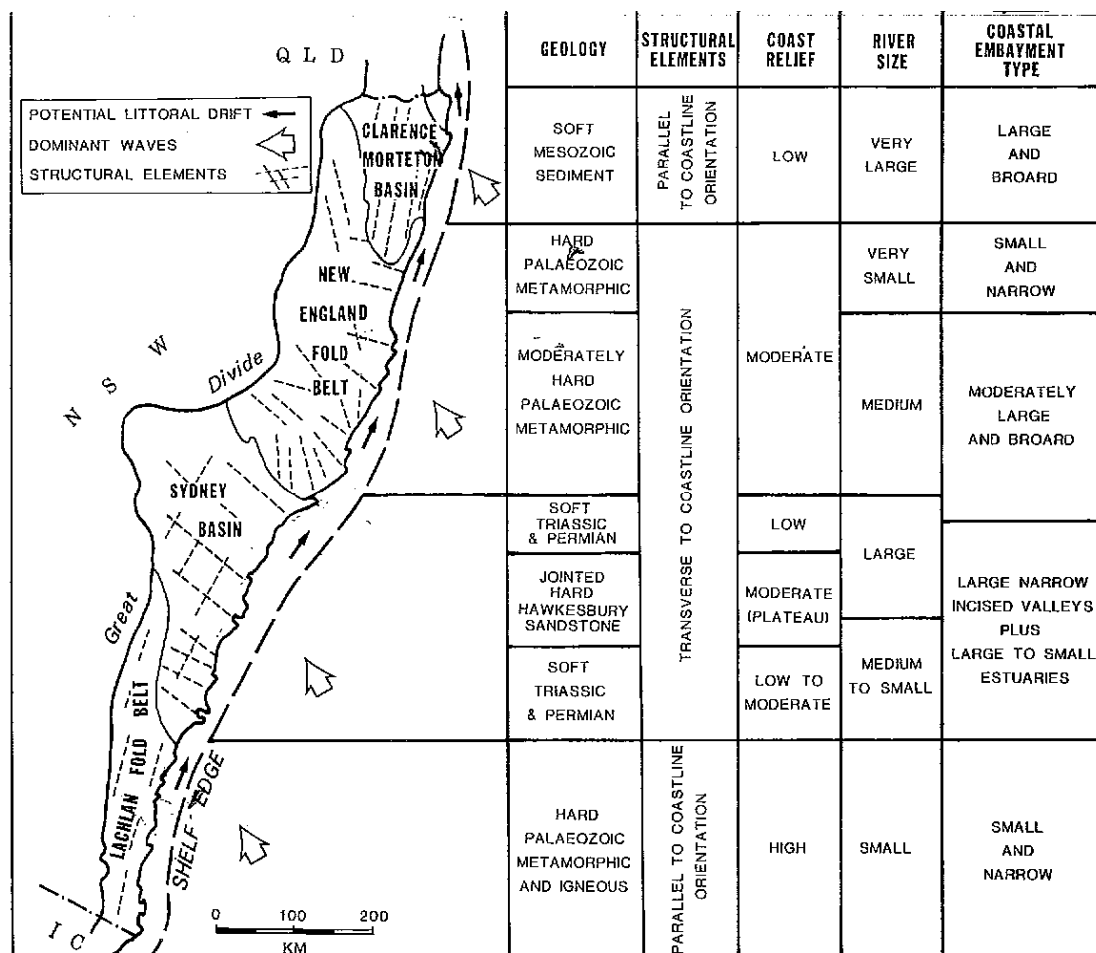 QLD
POTENTIAL LITTORAL DRIFT
DOMINANT WAVES
STRUCTURAL ELEMENTS
CLARENCE
MORTETON
BASIN
NEW
ENGLAND
FOLD
BELT
NSW
Divide
SYDNEY
BASIN
Great
LACHLAN FOLD BELT
SHELF EDGE
IC
0 100 200
KM
GEOLOGY
STRUCTURAL
ELEMENTS
COAST
RELIEF
RIVER
SIZE
COASTAL
EMBAYMENT
TYPE
SOFT
MESOZOIC
SEDIMENT
PARALLEL
TO COASTLINE
ORIENTATION
LOW
VERY
LARGE
LARGE
AND
BROARD
HARD
PALAEOZOIC
METAMORPHIC
TRANSVERSE TO COASTLINE ORIENTATION
MODERATE
VERY
SMALL
SMALL
AND
NARROW
MODERATELY
HARD
PALAEOZOIC
METAMORPHIC
MEDIUM
MODERATELY
LARGE
AND BROARD
SOFT
TRIASSIC
& PERMIAN
LOW
LARGE
LARGE NARROW
INCISED VALLEYS
PLUS
LARGE TO SMALL
ESTUARIES
JOINTED
HARD
HAWKESBURY
SANDSTONE
MODERATE
(PLATEAU)
SOFT
TRIASSIC
& PERMIAN
LOW TO
MODERATE
MEDIUM
TO SMALL
HARD
PALAEOZOIC
METAMORPHIC
AND IGNEOUS
PARALLEL TO COASTLINE
ORIENTATION
HIGH
SMALL
SMALL
AND
NARROW